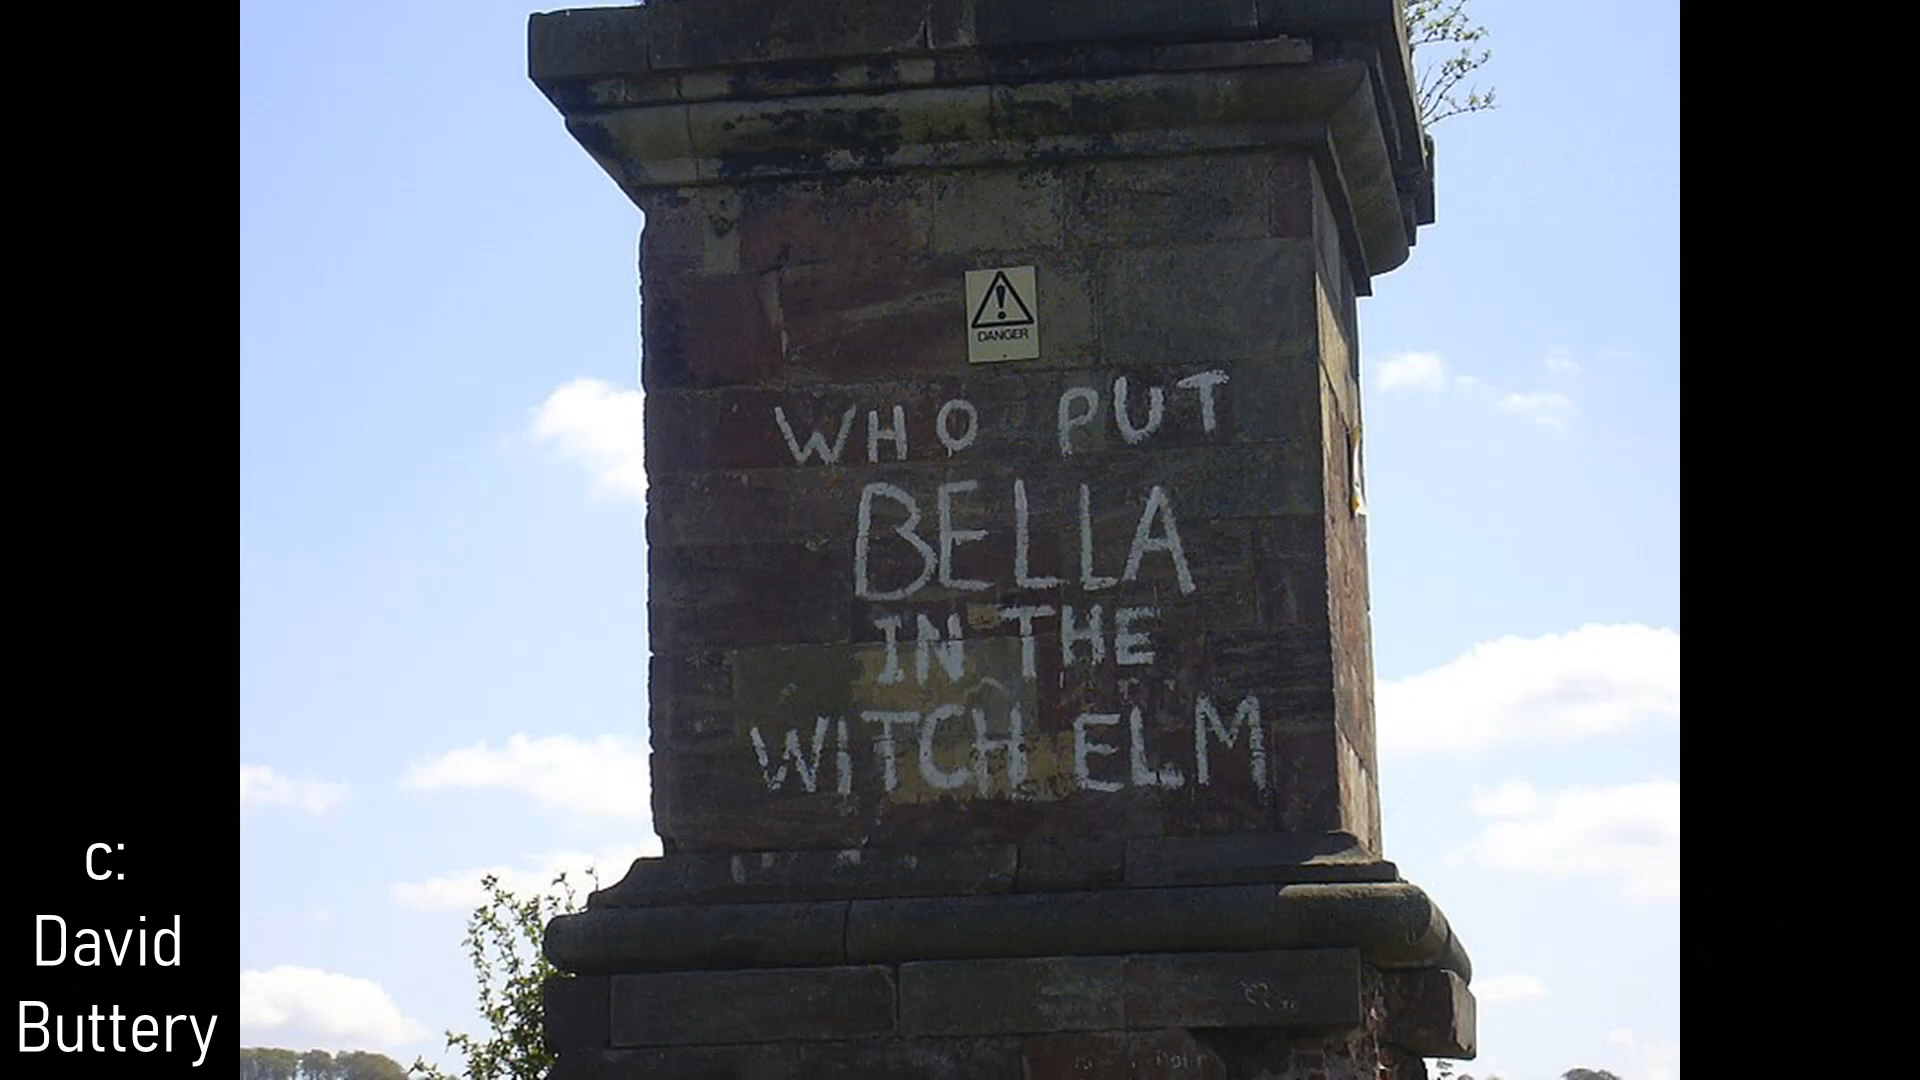 DANGER
WHO PUT
BELLA
IN THE
WITCH ELM
c:
David
Buttery